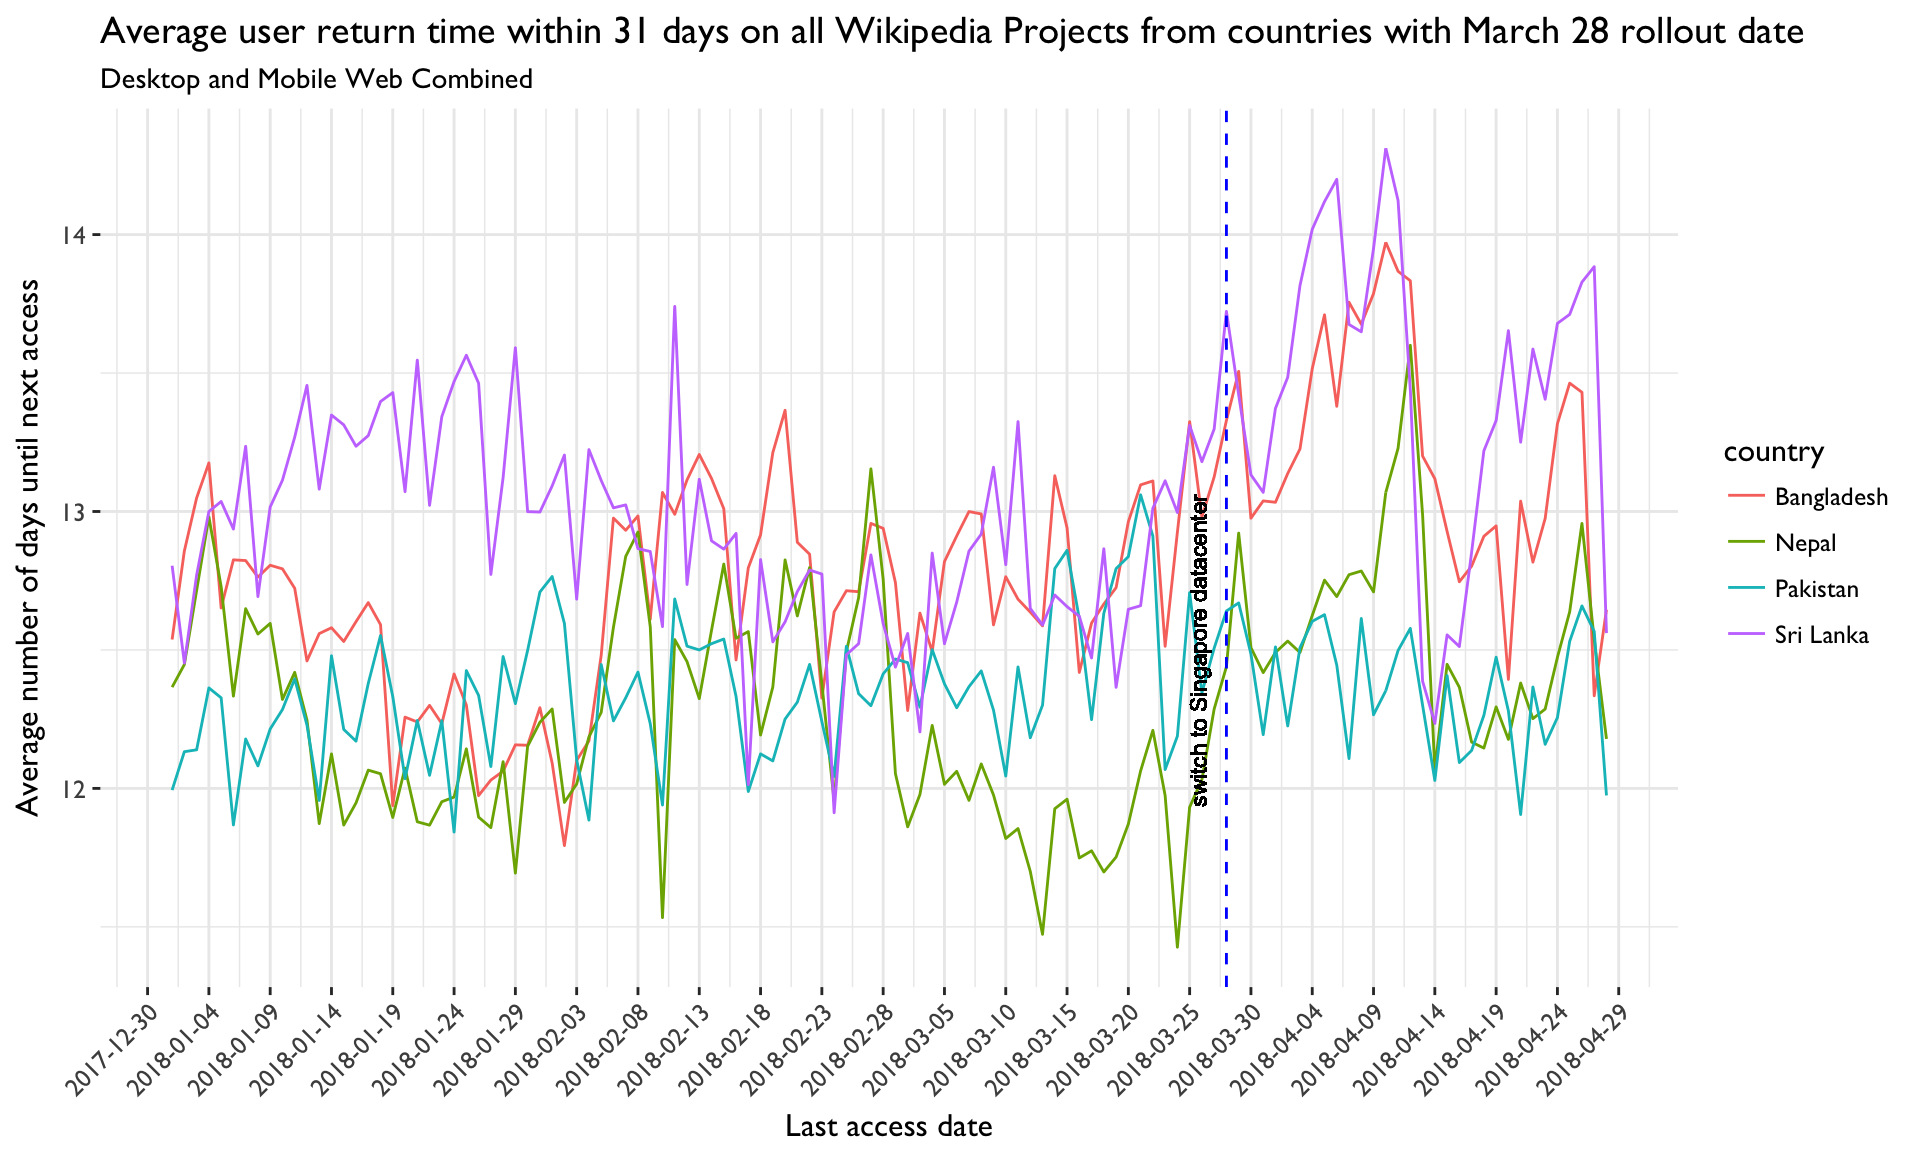 Average user return time within 31 days on all Wikipedia Projects from countries with March 28 rollout date
Desktop and Mobile Web Combined
Average number of days until next access
14
13
12
switch to Singapore datacenter
country
Bangladesh
Nepal
Pakistan
Sri Lanka
2017-12-30
2018-01-04
2018-01-09
2018-01-14
2018-01-19
2018-01-24
2018-01-29
2018-02-03
2018-02-08
2018-02-13
2018-02-18
2018-02-23
2018-02-28
2018-03-05
2018-03-10
2018-03-15
2018-03-20
2018-03-25
2018-03-30
2018-04-04
2018-04-09
2018-04-14
2018-04-19
2018-04-24
2018-04-29
Last access date